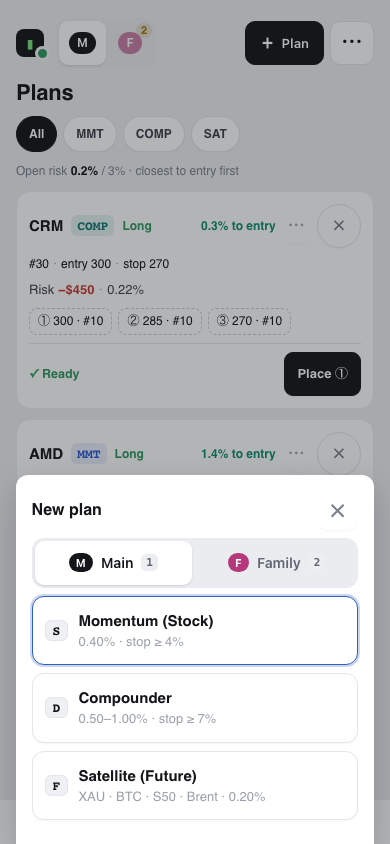 M
F
2
+ Plan
...
Plans
All
MMT
COMP
SAT
Open risk 0.2% / 3% · closest to entry first
CRM COMP Long 0.3% to entry ... ✕
#30 · entry 300 · stop 270
Risk −$450 · 0.22%
① 300 · #10
② 285 · #10
③ 270 · #10
✓ Ready
Place ①
AMD MMT Long 1.4% to entry ... ✕
New plan
✕
M Main 1
F Family 2
S
Momentum (Stock)
0.40% · stop ≥ 4%
D
Compounder
0.50–1.00% · stop ≥ 7%
F
Satellite (Future)
XAU · BTC · S50 · Brent · 0.20%